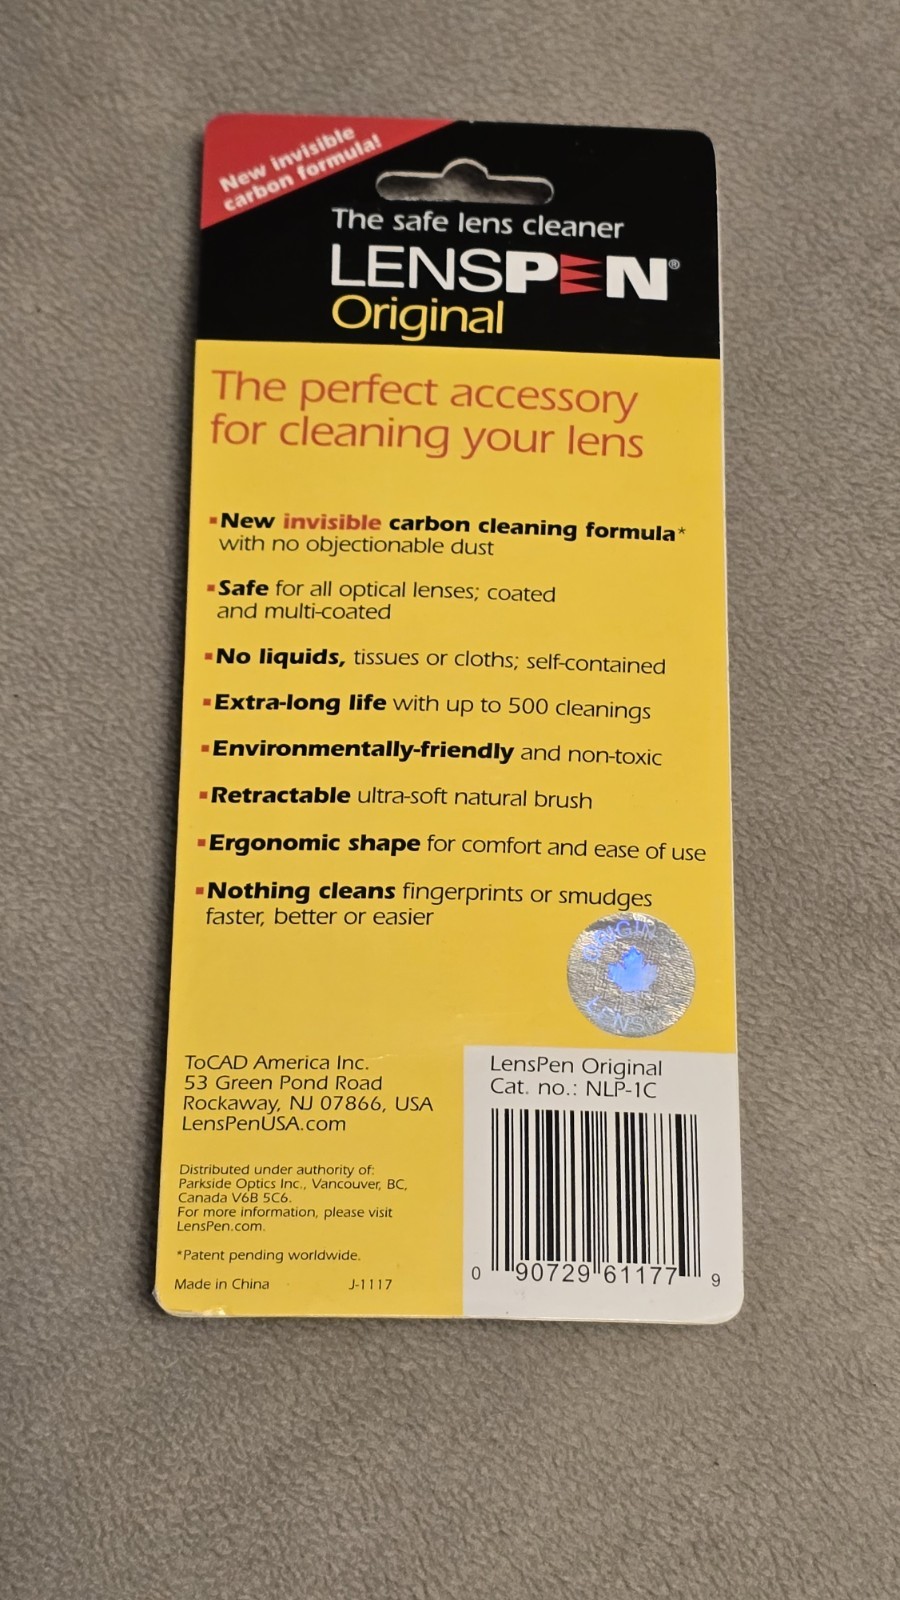 New invisible
carbon formula!
The safe lens cleaner
LENSPEN®
Original
The perfect accessory
for cleaning your lens
▪New invisible carbon cleaning formula*
with no objectionable dust
▪Safe for all optical lenses; coated
and multi-coated
▪No liquids, tissues or cloths; self-contained
▪Extra-long life with up to 500 cleanings
▪Environmentally-friendly and non-toxic
▪Retractable ultra-soft natural brush
▪Ergonomic shape for comfort and ease of use
▪Nothing cleans fingerprints or smudges
faster, better or easier
ToCAD America Inc.
53 Green Pond Road
Rockaway, NJ 07866, USA
LensPenUSA.com
Distributed under authority of:
Parkside Optics Inc., Vancouver, BC,
Canada V6B 5C6.
For more information, please visit
LensPen.com.
*Patent pending worldwide.
Made in China J-1117
LensPen Original
Cat. no.: NLP-1C
0 90729 61177 9